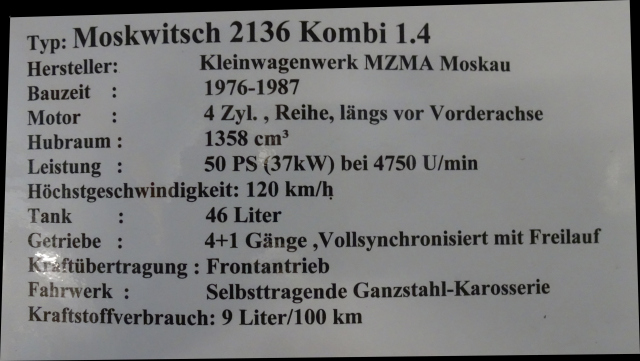 Typ: Moskwitsch 2136 Kombi 1.4
Hersteller: Kleinwagenwerk MZMA Moskau
Bauzeit : 1976-1987
Motor : 4 Zyl. , Reihe, längs vor Vorderachse
Hubraum : 1358 cm³
Leistung : 50 PS (37kW) bei 4750 U/min
Höchstgeschwindigkeit: 120 km/h
Tank : 46 Liter
Getriebe : 4+1 Gänge ,Vollsynchronisiert mit Freilauf
Kraftübertragung : Frontantrieb
Fahrwerk : Selbsttragende Ganzstahl-Karosserie
Kraftstoffverbrauch: 9 Liter/100 km